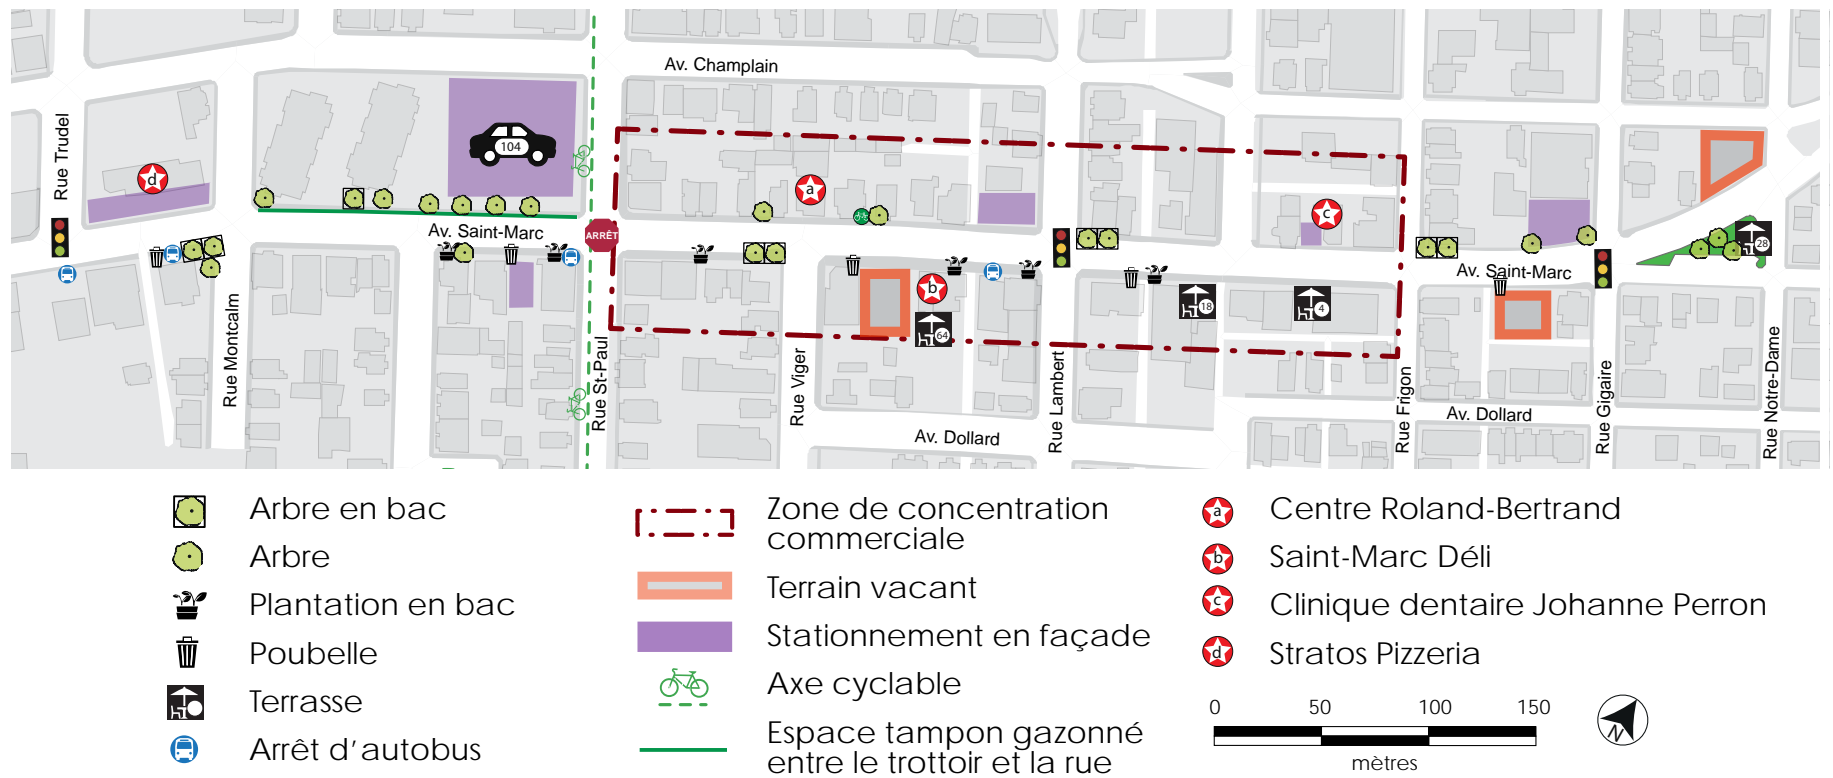 Av. Champlain
Rue Trudel
104
d
a
c
Av. Saint-Marc
ARRÊT
28
Av. Saint-Marc
b
18
4
64
Rue Montcalm
Rue St-Paul
Rue Viger
Rue Lambert
Rue Frigon
Rue Gigaire
Rue Notre-Dame
Av. Dollard
Av. Dollard
Arbre en bac
Arbre
Plantation en bac
Poubelle
Terrasse
Arrêt d'autobus
Zone de concentration
commerciale
Terrain vacant
Stationnement en façade
Axe cyclable
Espace tampon gazonné
entre le trottoir et la rue
a Centre Roland-Bertrand
b Saint-Marc Déli
c Clinique dentaire Johanne Perron
d Stratos Pizzeria
0 50 100 150
mètres
N